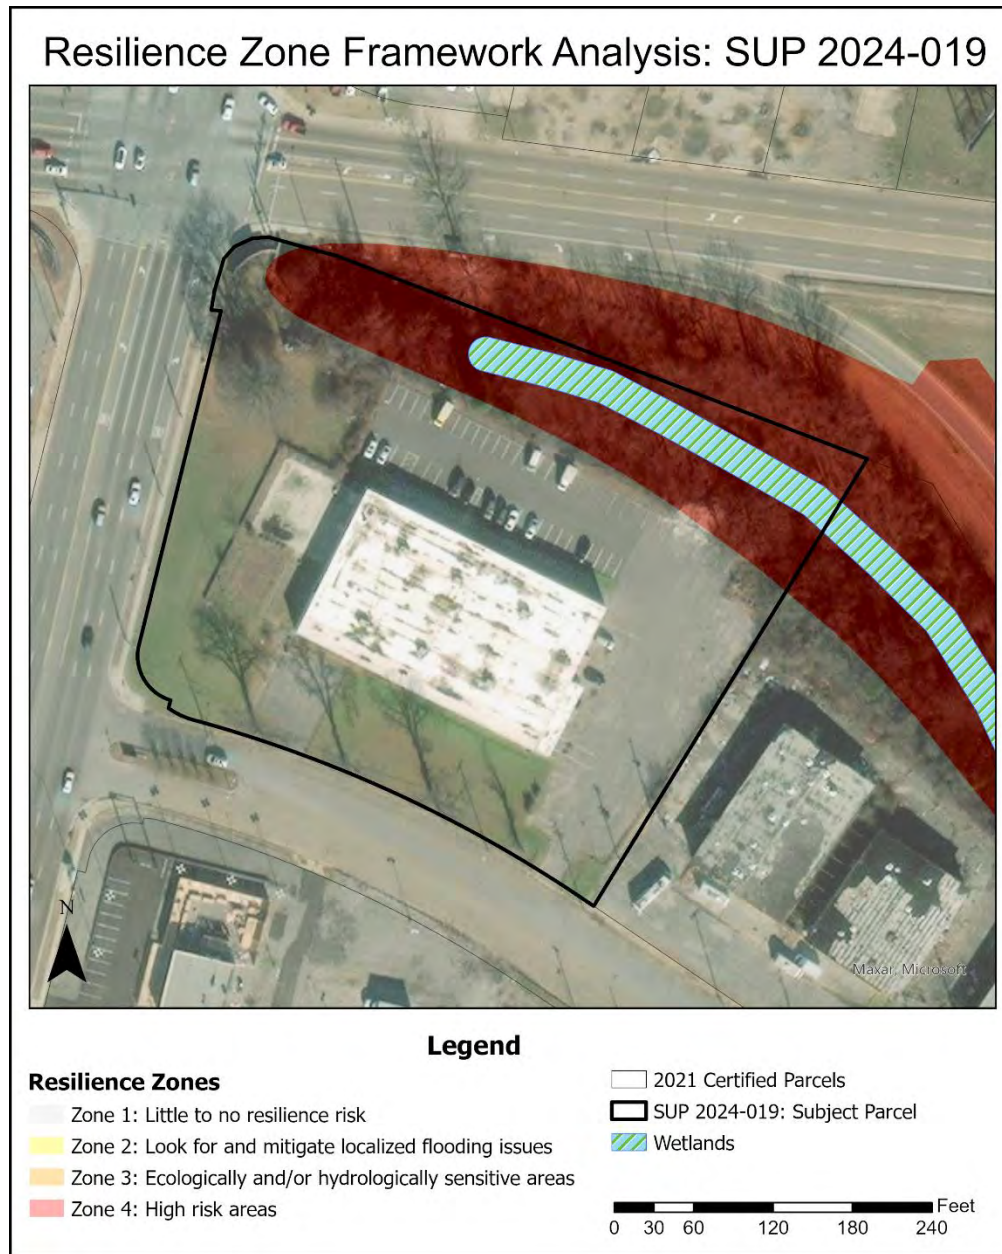 Resilience Zone Framework Analysis: SUP 2024-019
N
Maxar, Microsoft
Legend
Resilience Zones
Zone 1: Little to no resilience risk
Zone 2: Look for and mitigate localized flooding issues
Zone 3: Ecologically and/or hydrologically sensitive areas
Zone 4: High risk areas
2021 Certified Parcels
SUP 2024-019: Subject Parcel
Wetlands
Feet
0 30 60 120 180 240